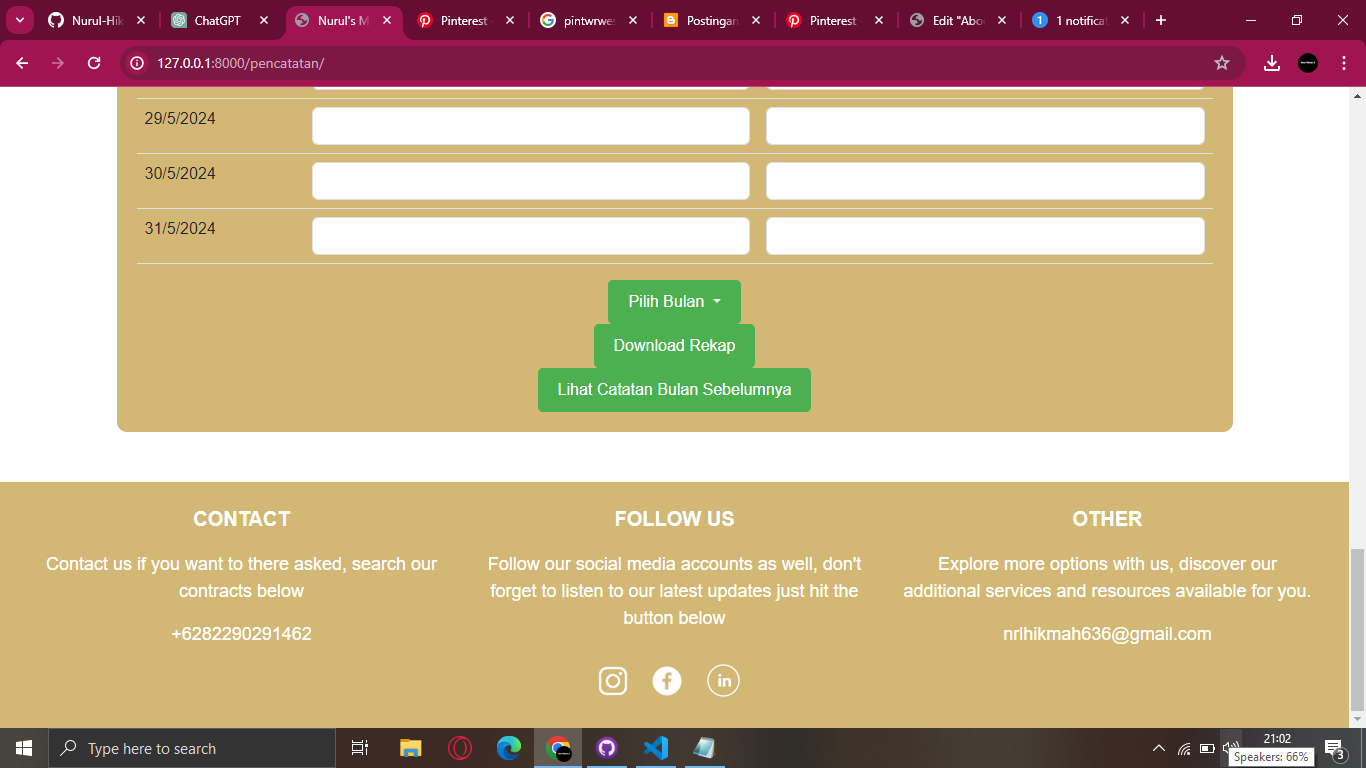 Nurul-Hik
ChatGPT
Nurul's M
Pinterest
pintwrwes
Postingan
Pinterest
Edit "Abou
1 notificat
127.0.0.1:8000/pencatatan/
29/5/2024
30/5/2024
31/5/2024
Pilih Bulan
Download Rekap
Lihat Catatan Bulan Sebelumnya
CONTACT
Contact us if you want to there asked, search our
contracts below
+6282290291462
FOLLOW US
Follow our social media accounts as well, don't
forget to listen to our latest updates just hit the
button below
OTHER
Explore more options with us, discover our
additional services and resources available for you.
nrlhikmah636@gmail.com
Type here to search
21:02
Speakers: 66%
3